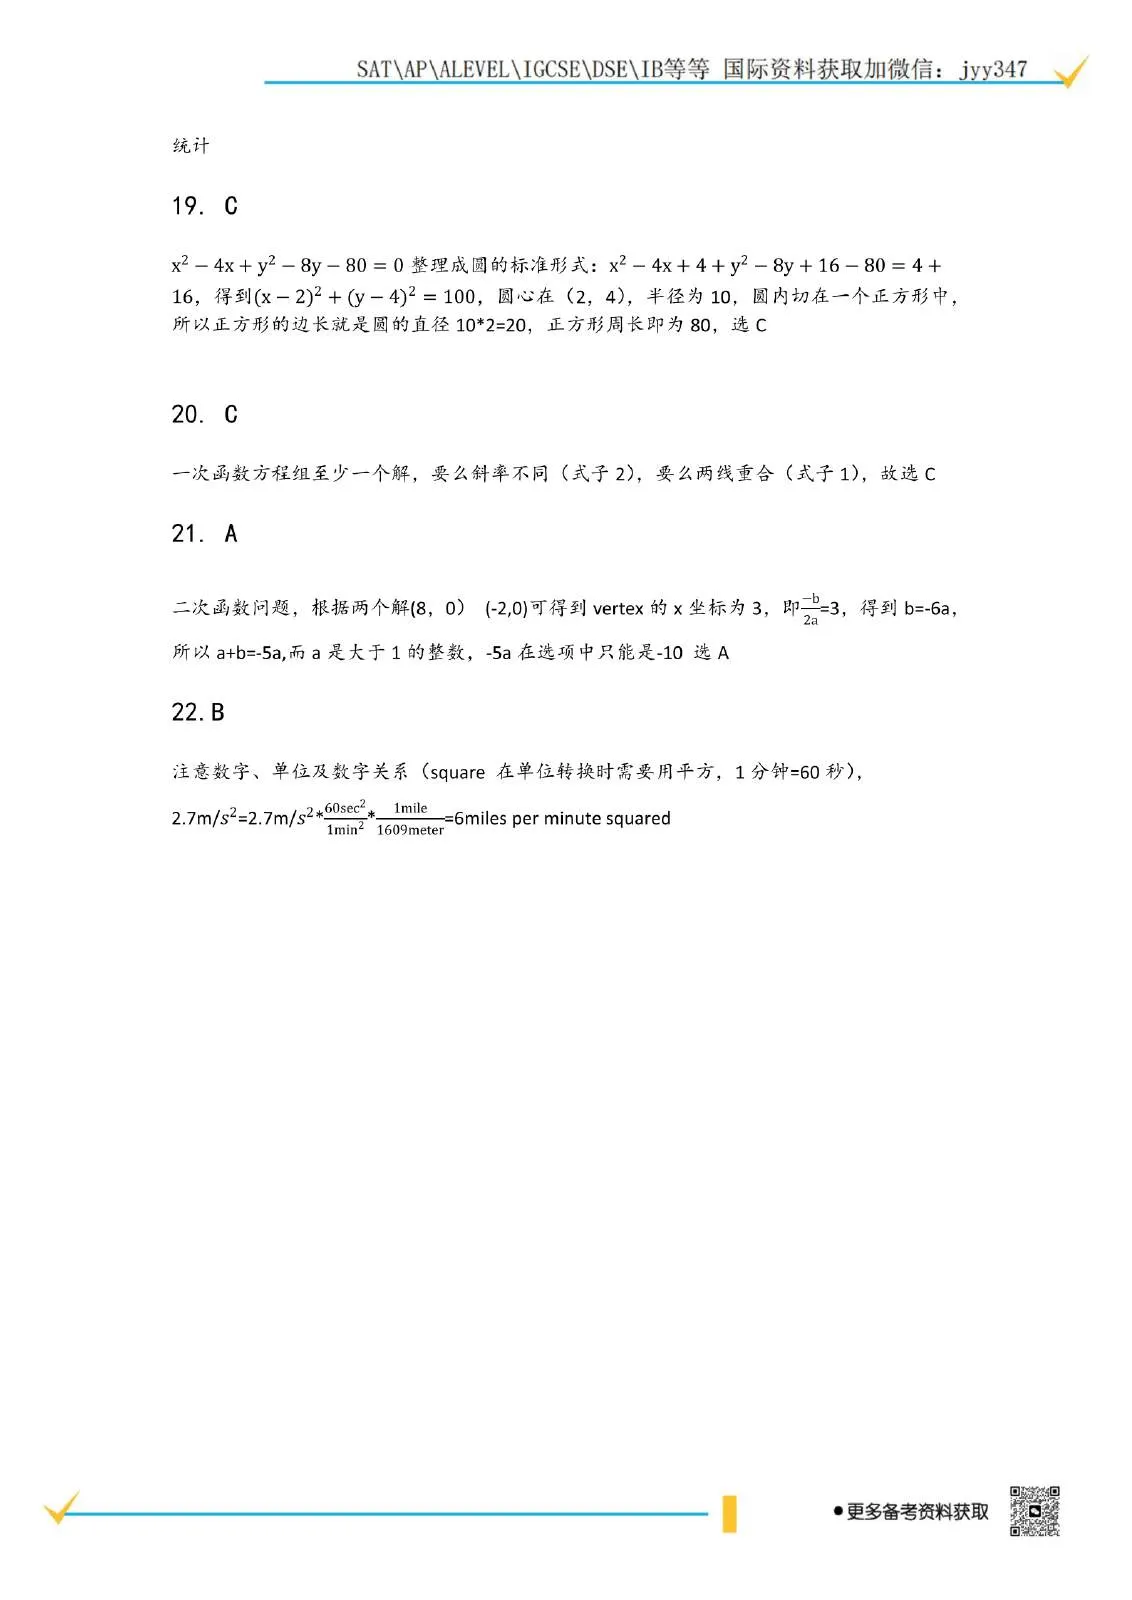 SAT\AP\ALEVEL\IGCSE\DSE\IB等等 国际资料获取加微信：jyy347
统计
19. C
x² − 4x + y² − 8y − 80 = 0 整理成圆的标准形式：x² − 4x + 4 + y² − 8y + 16 − 80 = 4 +
16，得到(x − 2)² + (y − 4)² = 100，圆心在（2，4），半径为 10，圆内切在一个正方形中，
所以正方形的边长就是圆的直径 10*2=20，正方形周长即为 80，选 C
20. C
一次函数方程组至少一个解，要么斜率不同（式子 2），要么两线重合（式子 1），故选 C
21. A
二次函数问题，根据两个解(8，0） (-2,0)可得到 vertex 的 x 坐标为 3，即−b/2a=3，得到 b=-6a，
所以 a+b=-5a,而 a 是大于 1 的整数，-5a 在选项中只能是-10 选 A
22. B
注意数字、单位及数字关系（square 在单位转换时需要用平方，1 分钟=60 秒），
2.7m/s²=2.7m/s²*60sec²/1min²*1mile/1609meter=6miles per minute squared
●更多备考资料获取